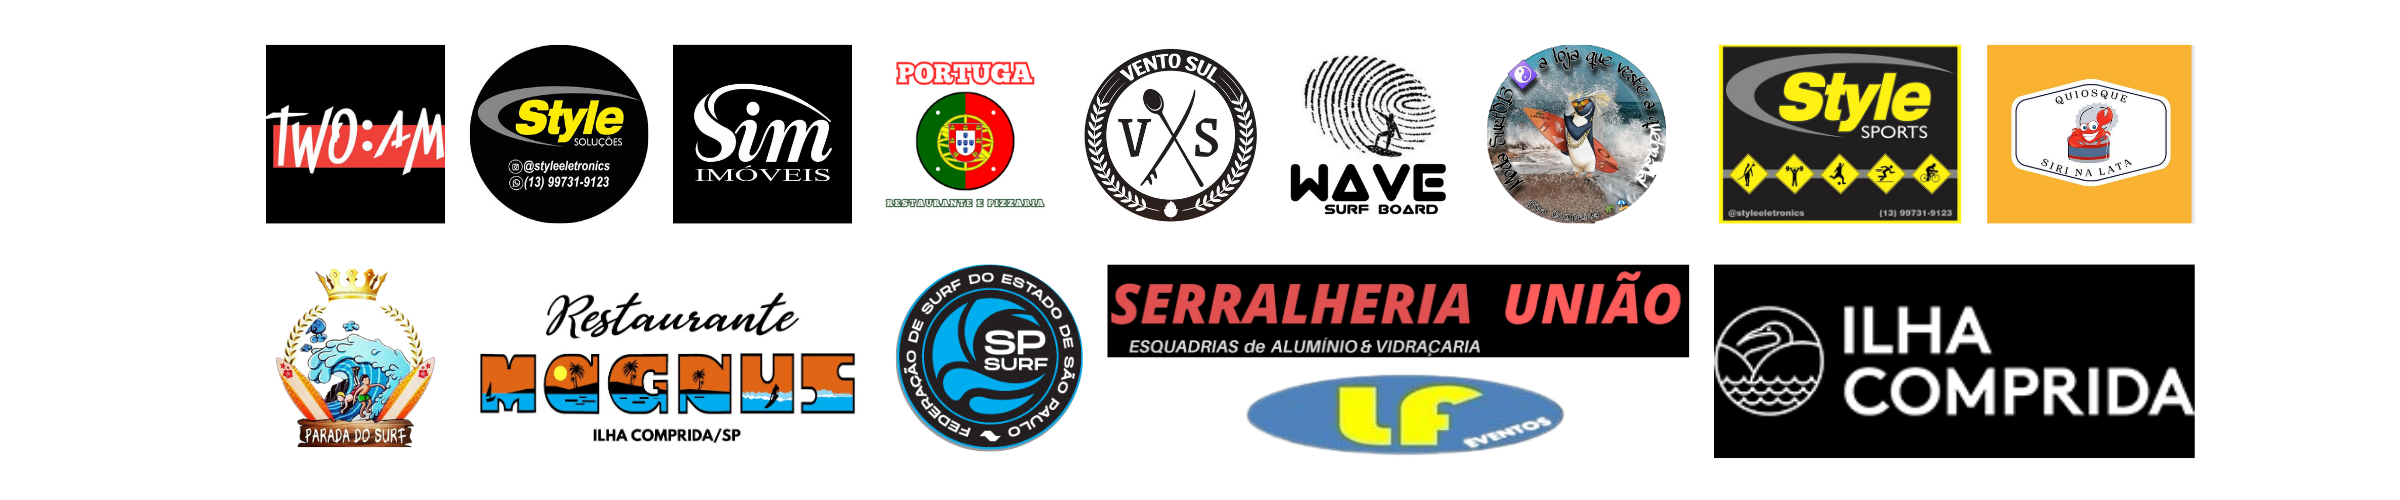 TWO:AM
Style
SOLUÇÕES
@styleeletronics
(13) 99731-9123
Sim
IMÓVEIS
PORTUGA
RESTAURANTE E PIZZARIA
VENTO SUL
V S
WAVE
SURF BOARD
Moda Surf013 a loja que veste a
Style
SPORTS
@styleeletronics (13) 99731-9123
QUIOSQUE
SIRI NA LATA
PARADA DO SURF
Restaurante
MAGNUS
ILHA COMPRIDA/SP
FEDERAÇÃO DE SURF DO ESTADO DE SÃO PAULO
SP
SURF
SERRALHERIA UNIÃO
ESQUADRIAS de ALUMÍNIO & VIDRAÇARIA
LF
EVENTOS
ILHA
COMPRIDA